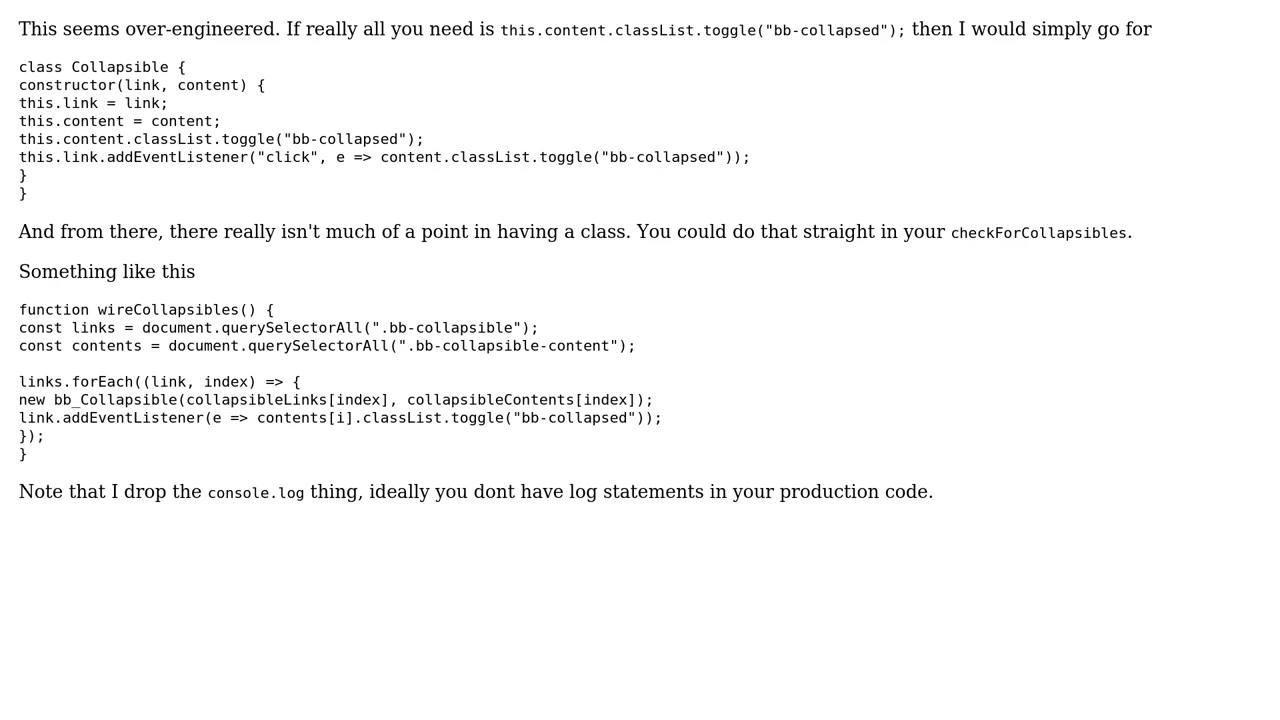 This seems over-engineered. If really all you need is this.content.classList.toggle("bb-collapsed"); then I would simply go for
class Collapsible {
constructor(link, content) {
this.link = link;
this.content = content;
this.content.classList.toggle("bb-collapsed");
this.link.addEventListener("click", e => content.classList.toggle("bb-collapsed"));
}
}
And from there, there really isn't much of a point in having a class. You could do that straight in your checkForCollapsibles.
Something like this
function wireCollapsibles() {
const links = document.querySelectorAll(".bb-collapsible");
const contents = document.querySelectorAll(".bb-collapsible-content");
links.forEach((link, index) => {
new bb_Collapsible(collapsibleLinks[index], collapsibleContents[index]);
link.addEventListener(e => contents[i].classList.toggle("bb-collapsed"));
});
}
Note that I drop the console.log thing, ideally you dont have log statements in your production code.